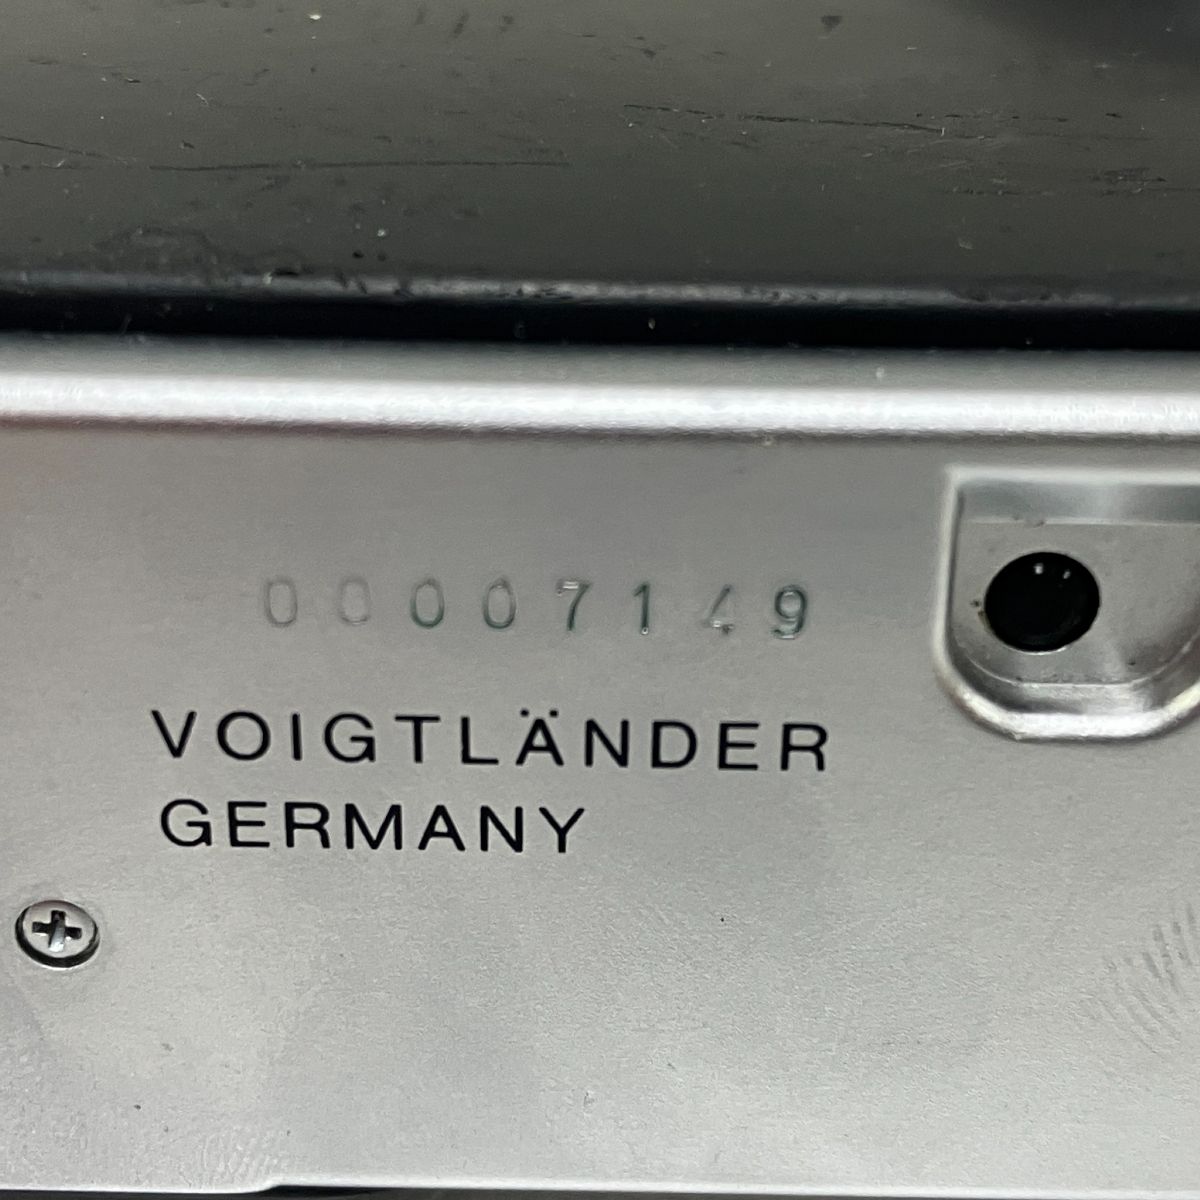 00007149
VOIGTLÄNDER
GERMANY